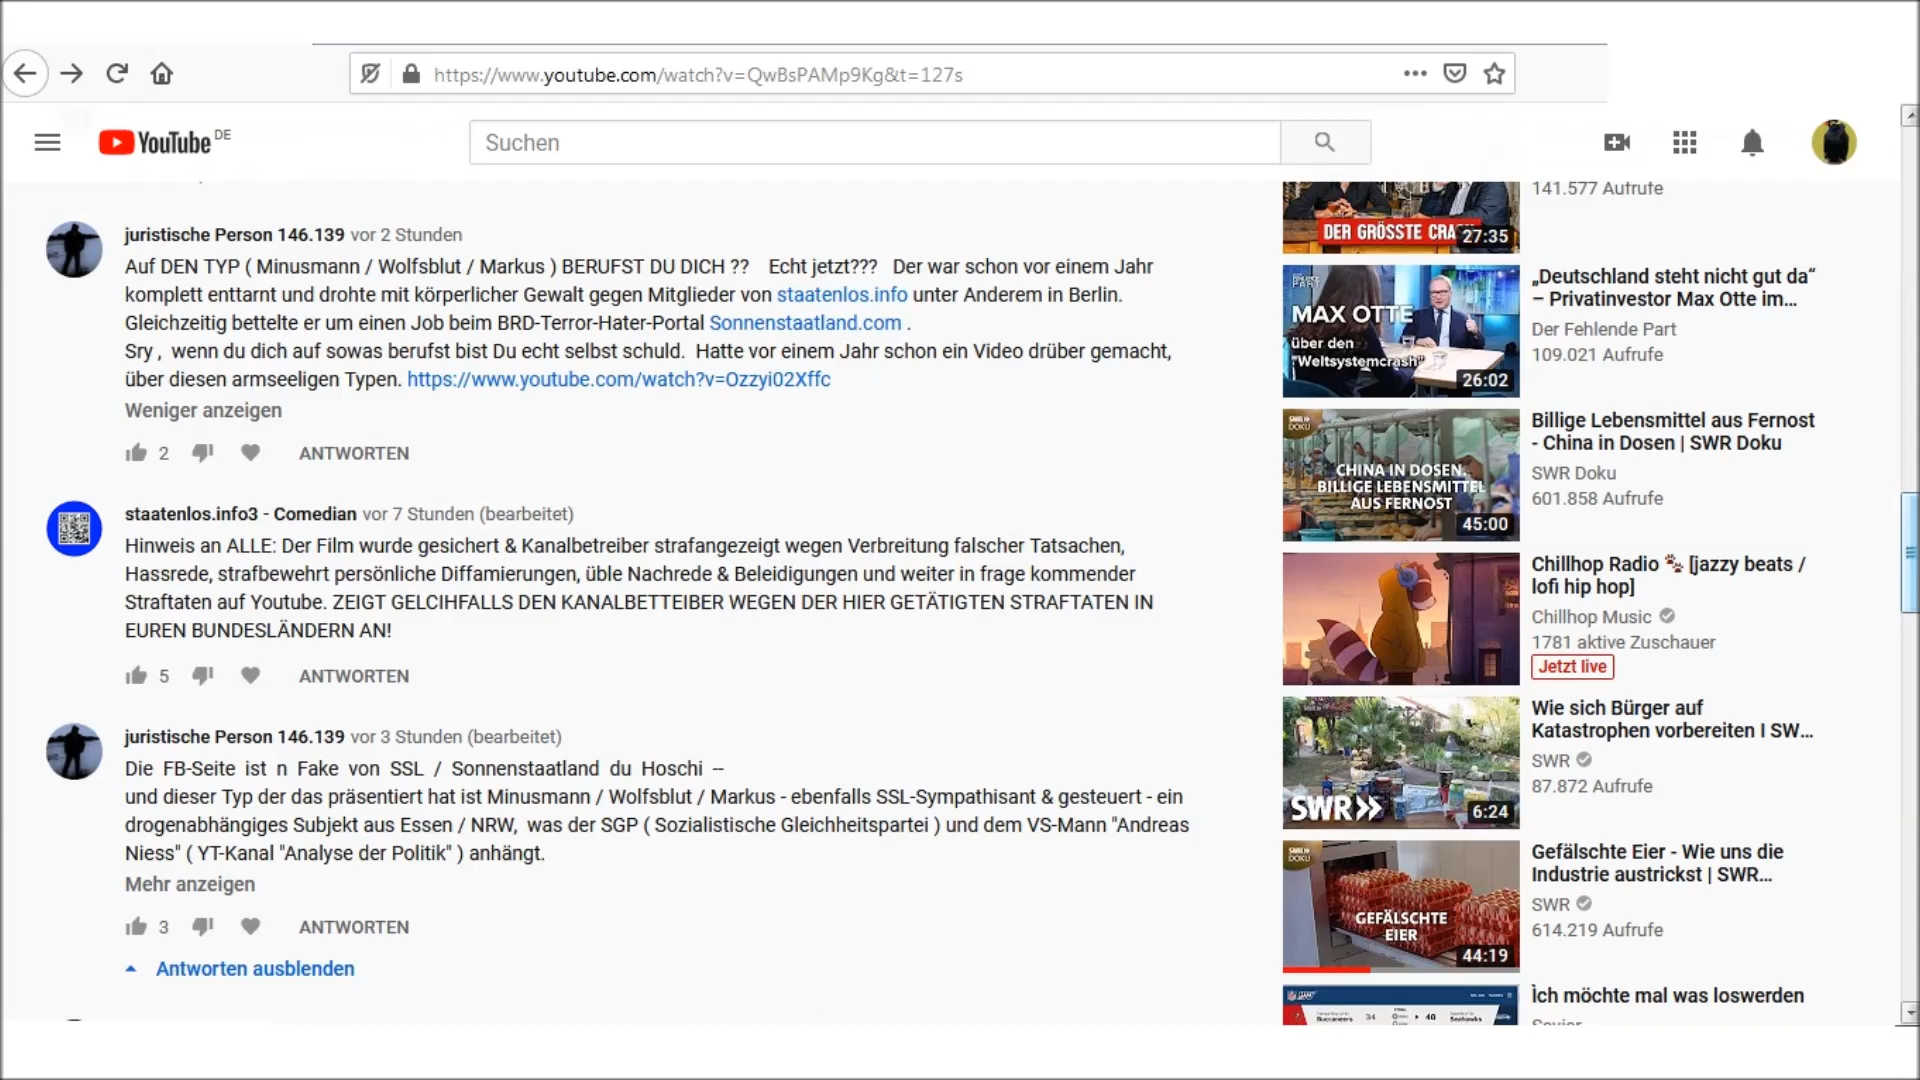 https://www.youtube.com/watch?v=QwBsPAMp9Kg&t=127s
YouTube DE
Suchen
juristische Person 146.139 vor 2 Stunden
Auf DEN TYP ( Minusmann / Wolfsblut / Markus ) BERUFST DU DICH ?? Echt jetzt??? Der war schon vor einem Jahr
komplett enttarnt und drohte mit körperlicher Gewalt gegen Mitglieder von staatenlos.info unter Anderem in Berlin.
Gleichzeitig bettelte er um einen Job beim BRD-Terror-Hater-Portal Sonnenstaatland.com .
Sry , wenn du dich auf sowas berufst bist Du echt selbst schuld. Hatte vor einem Jahr schon ein Video drüber gemacht,
über diesen armseeligen Typen. https://www.youtube.com/watch?v=Ozzyi02Xffc
Weniger anzeigen
2 ANTWORTEN
staatenlos.info3 - Comedian vor 7 Stunden (bearbeitet)
Hinweis an ALLE: Der Film wurde gesichert & Kanalbetreiber strafangezeigt wegen Verbreitung falscher Tatsachen,
Hassrede, strafbewehrt persönliche Diffamierungen, üble Nachrede & Beleidigungen und weiter in frage kommender
Straftaten auf Youtube. ZEIGT GELCIHFALLS DEN KANALBETTEIBER WEGEN DER HIER GETÄTIGTEN STRAFTATEN IN
EUREN BUNDESLÄNDERN AN!
5 ANTWORTEN
juristische Person 146.139 vor 3 Stunden (bearbeitet)
Die FB-Seite ist n Fake von SSL / Sonnenstaatland du Hoschi --
und dieser Typ der das präsentiert hat ist Minusmann / Wolfsblut / Markus - ebenfalls SSL-Sympathisant & gesteuert - ein
drogenabhängiges Subjekt aus Essen / NRW, was der SGP ( Sozialistische Gleichheitspartei ) und dem VS-Mann "Andreas
Niess" ( YT-Kanal "Analyse der Politik" ) anhängt.
Mehr anzeigen
3 ANTWORTEN
Antworten ausblenden
DER GRÖSSTE CRA 27:35
141.577 Aufrufe
MAX OTTE
über den
"Weltsystemcrash"
26:02
„Deutschland steht nicht gut da“
– Privatinvestor Max Otte im...
Der Fehlende Part
109.021 Aufrufe
SWR»
DOKU
CHINA IN DOSEN.
BILLIGE LEBENSMITTEL
AUS FERNOST
45:00
Billige Lebensmittel aus Fernost
- China in Dosen | SWR Doku
SWR Doku
601.858 Aufrufe
Chillhop Radio 🐾 [jazzy beats /
lofi hip hop]
Chillhop Music
1781 aktive Zuschauer
Jetzt live
SWR»
6:24
Wie sich Bürger auf
Katastrophen vorbereiten I SW...
SWR
87.872 Aufrufe
SWR»
DOKU
GEFÄLSCHTE
EIER
44:19
Gefälschte Eier - Wie uns die
Industrie austrickst | SWR...
SWR
614.219 Aufrufe
Buccaneers 34 40 Seahawks
Ìch möchte mal was loswerden